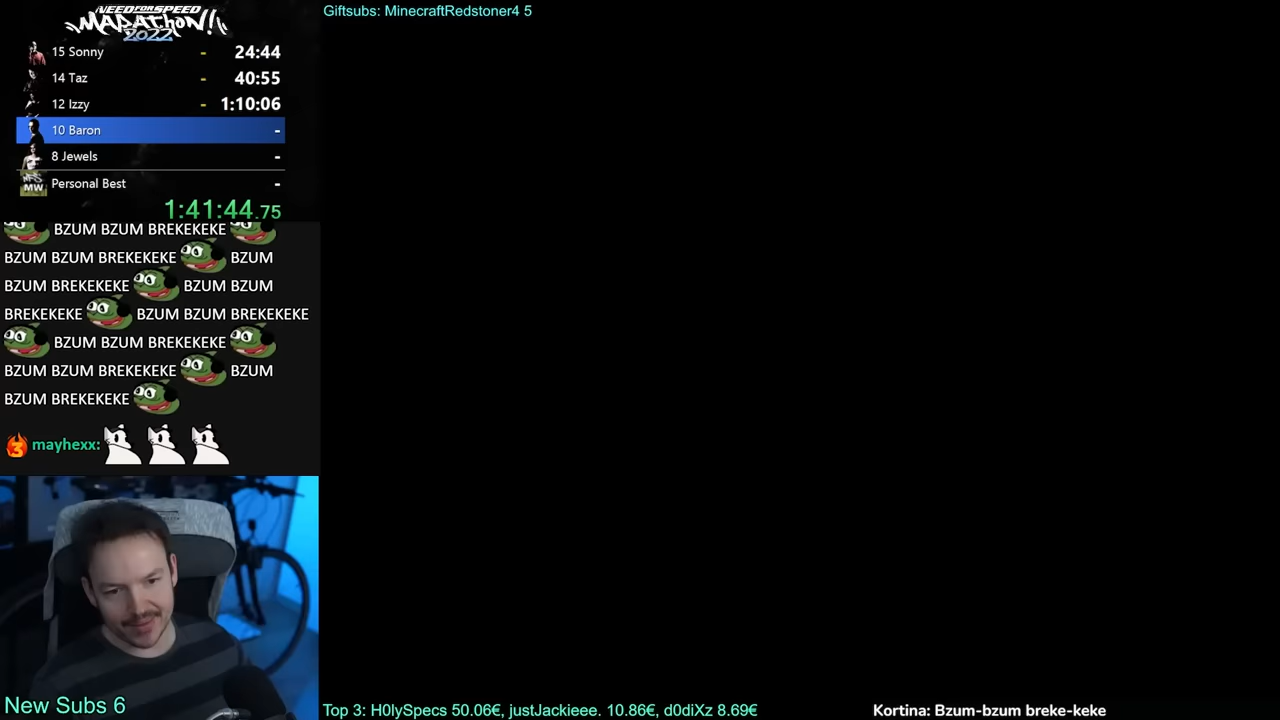 NEED FOR SPEED
MARATHON!!
2022
15 Sonny - 24:44
14 Taz - 40:55
12 Izzy - 1:10:06
10 Baron -
8 Jewels -
MW
Personal Best -
1:41:44.75
BZUM BZUM BREKEKEKE
BZUM BZUM BREKEKEKE BZUM
BZUM BREKEKEKE BZUM BZUM
BREKEKEKE BZUM BZUM BREKEKEKE
BZUM BZUM BREKEKEKE
BZUM BZUM BREKEKEKE BZUM
BZUM BREKEKEKE
3 mayhexx:
New Subs 6
Giftsubs: MinecraftRedstoner4 5
Top 3: H0lySpecs 50.06€, justJackieee. 10.86€, d0diXz 8.69€
Kortina: Bzum-bzum breke-keke